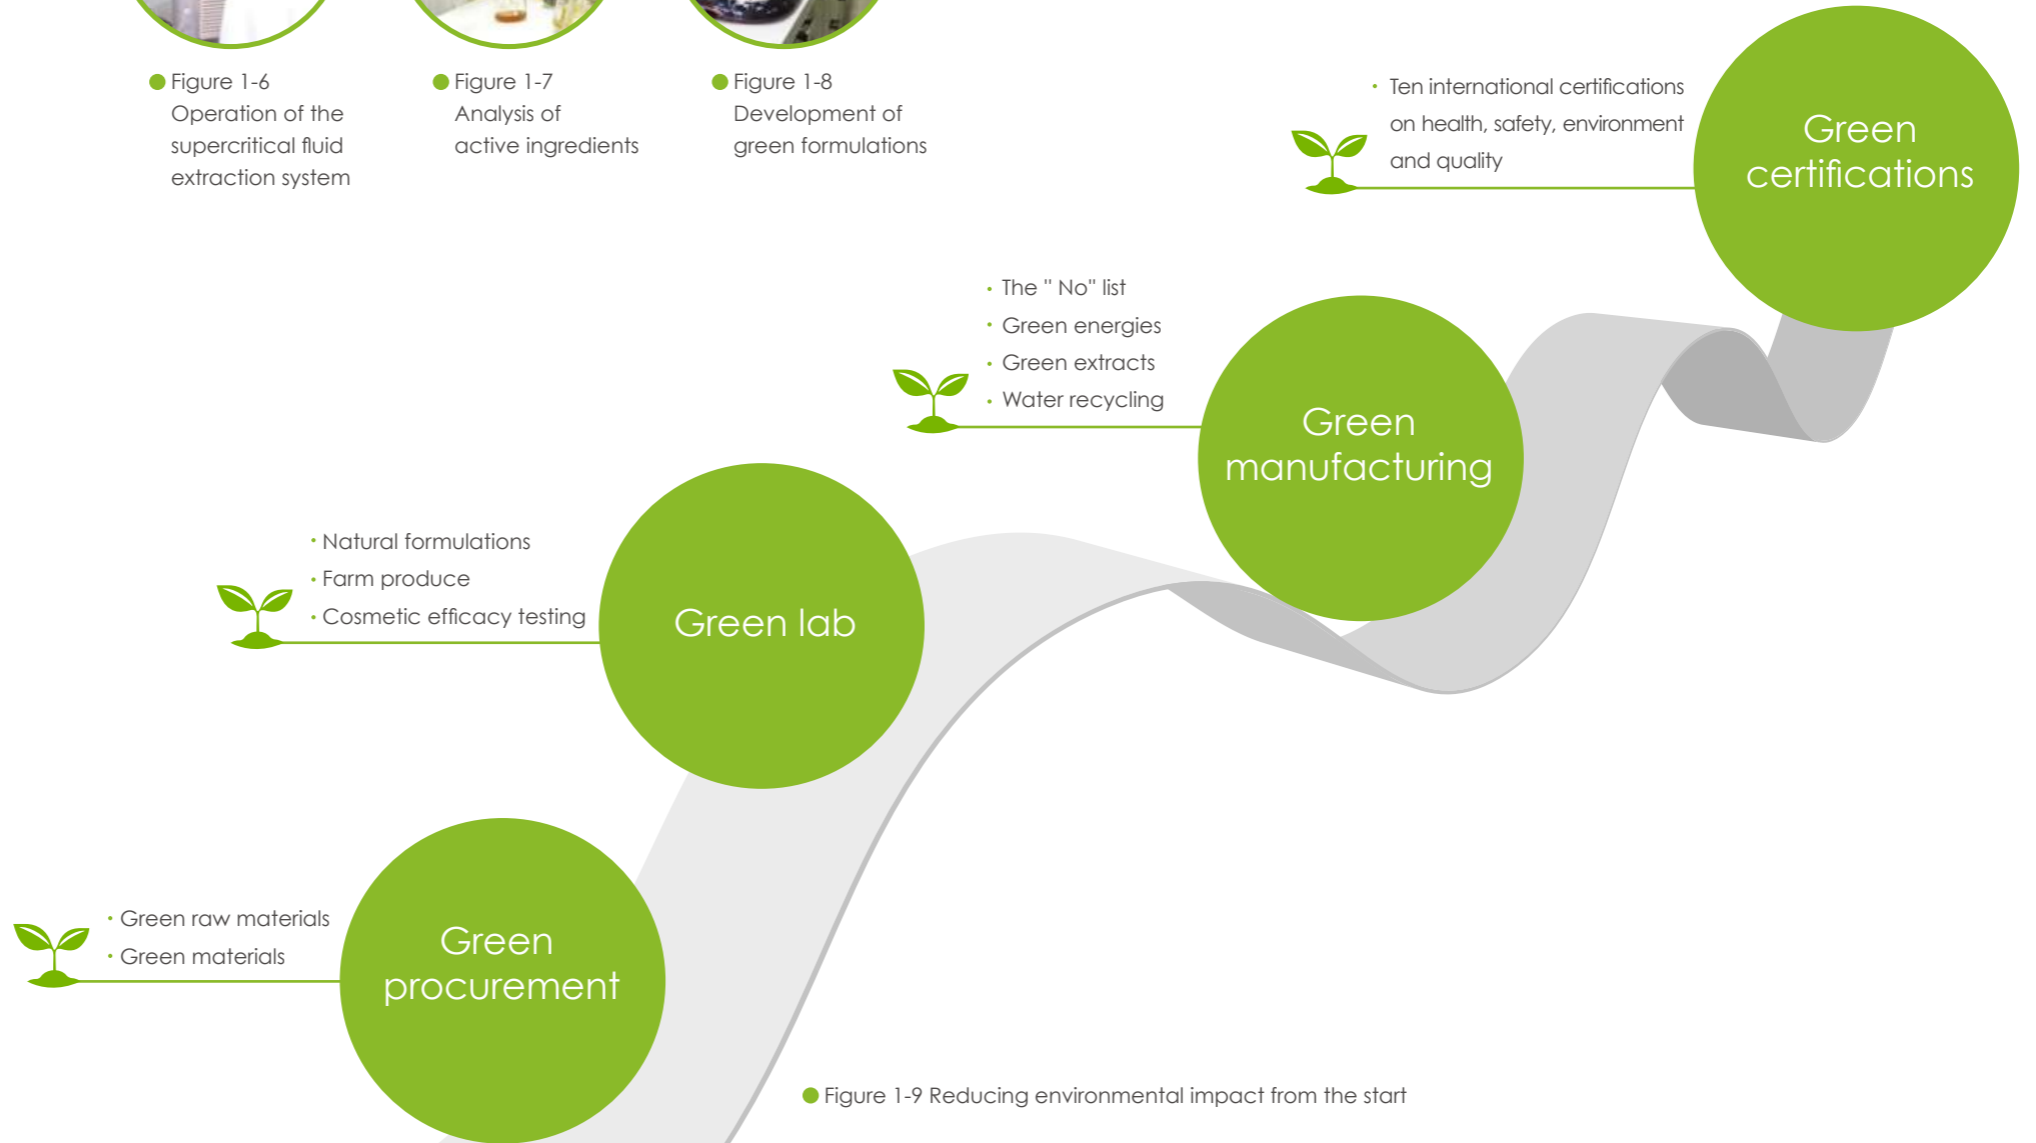 Figure 1-6
Operation of the
supercritical fluid
extraction system
Figure 1-7
Analysis of
active ingredients
Figure 1-8
Development of
green formulations
· Ten international certifications
on health, safety, environment
and quality
Green
certifications
· The " No" list
· Green energies
· Green extracts
· Water recycling
Green
manufacturing
· Natural formulations
· Farm produce
· Cosmetic efficacy testing
Green lab
· Green raw materials
· Green materials
Green
procurement
Figure 1-9 Reducing environmental impact from the start